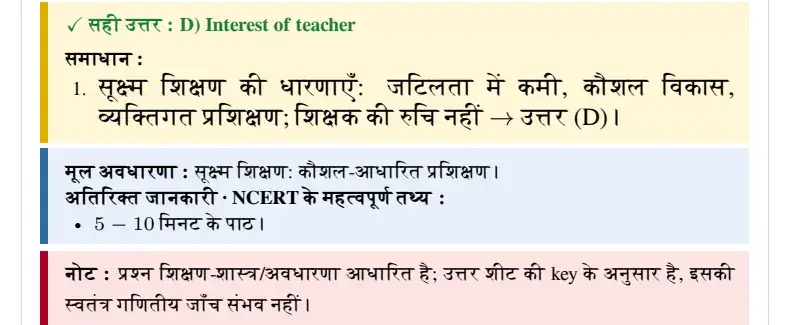 ✓ सही उत्तर : D) Interest of teacher
समाधान :
1. सूक्ष्म शिक्षण की धारणाएँ: जटिलता में कमी, कौशल विकास,
व्यक्तिगत प्रशिक्षण; शिक्षक की रुचि नहीं → उत्तर (D)।
मूल अवधारणा : सूक्ष्म शिक्षण: कौशल-आधारित प्रशिक्षण।
अतिरिक्त जानकारी · NCERT के महत्वपूर्ण तथ्य :
• 5 – 10 मिनट के पाठ।
नोट : प्रश्न शिक्षण-शास्त्र/अवधारणा आधारित है; उत्तर शीट की key के अनुसार है, इसकी
स्वतंत्र गणितीय जाँच संभव नहीं।